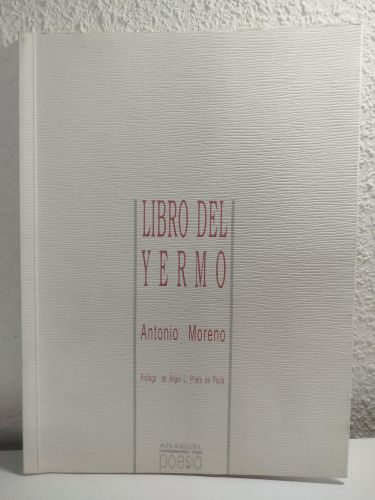 LIBRO DEL
YERMO
Antonio Moreno
Prólogo de Ángel L. Prieto de Paula
ANAQUEL
poesía